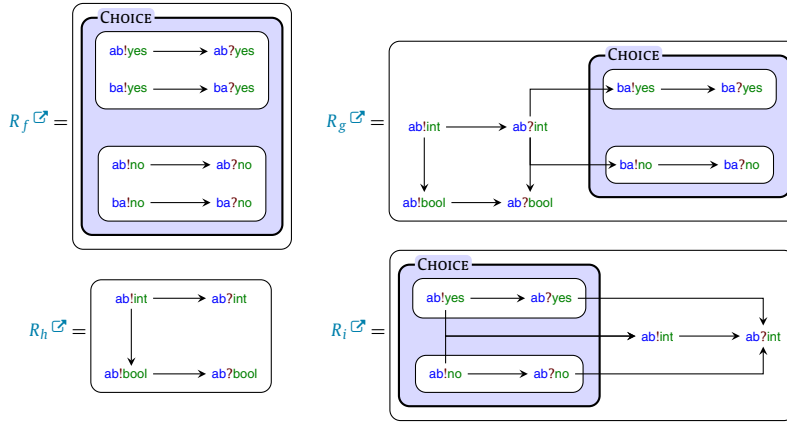 CHOICE
ab!yes ab?yes
ba!yes ba?yes
R_f =
ab!no ab?no
ba!no ba?no
CHOICE
ba!yes ba?yes
R_g = ab!int ab?int
ba!no ba?no
ab!bool ab?bool
ab!int ab?int
R_h =
ab!bool ab?bool
CHOICE
ab!yes ab?yes
R_i = ab!int ab?int
ab!no ab?no